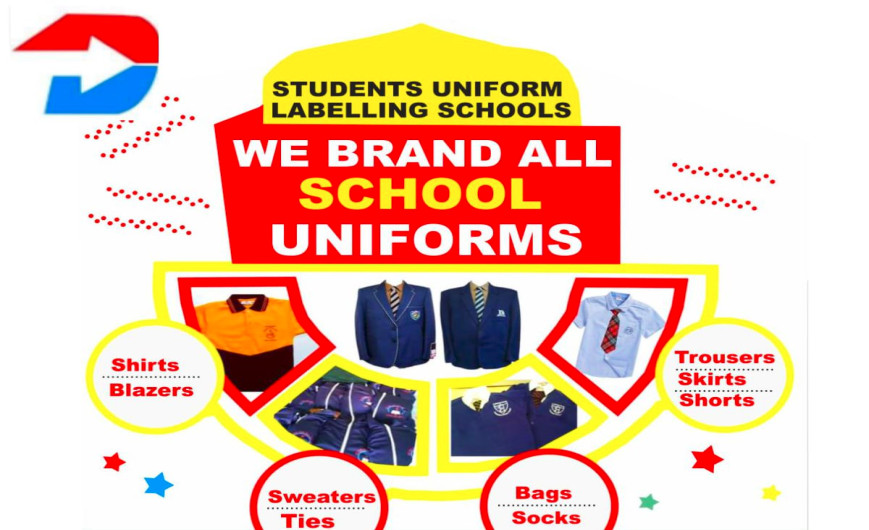 STUDENTS UNIFORM
LABELLING SCHOOLS
WE BRAND ALL
SCHOOL
UNIFORMS
Shirts
Blazers
Trousers
Skirts
Shorts
Sweaters
Ties
Bags
Socks